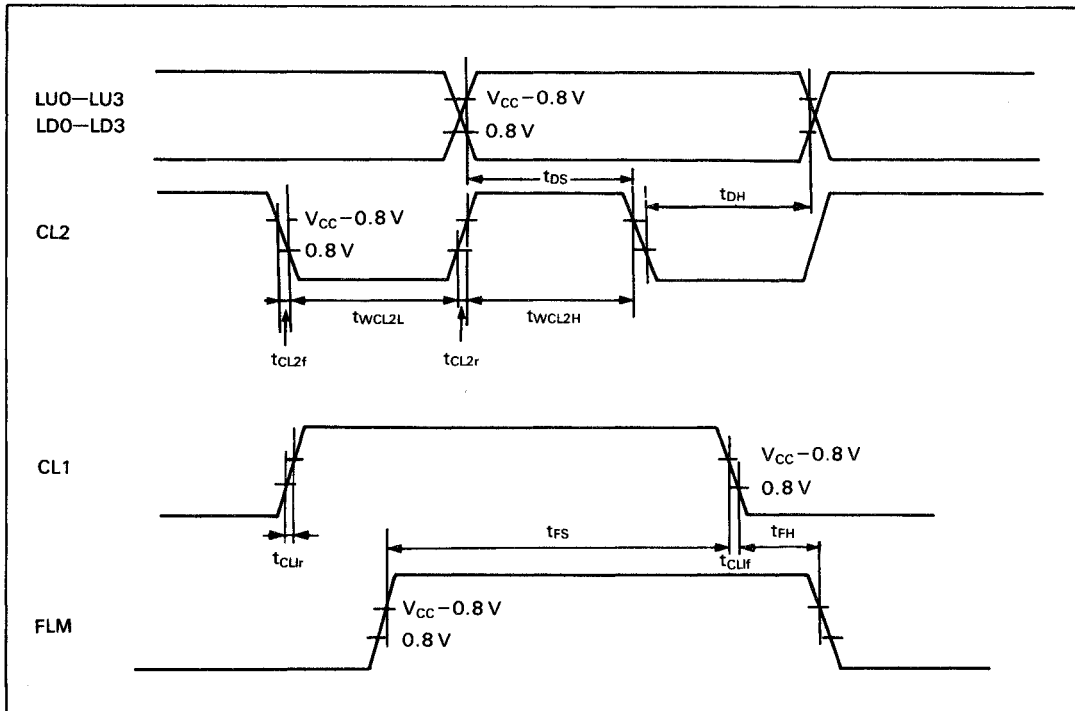 LU0—LU3
LD0—LD3
VCC−0.8 V
0.8 V
tDS
tDH
CL2
VCC−0.8 V
0.8 V
tWCL2L
tWCL2H
tCL2f
tCL2r
CL1
VCC−0.8 V
0.8 V
tCL1r
tFS
tCL1f
tFH
FLM
VCC−0.8 V
0.8 V